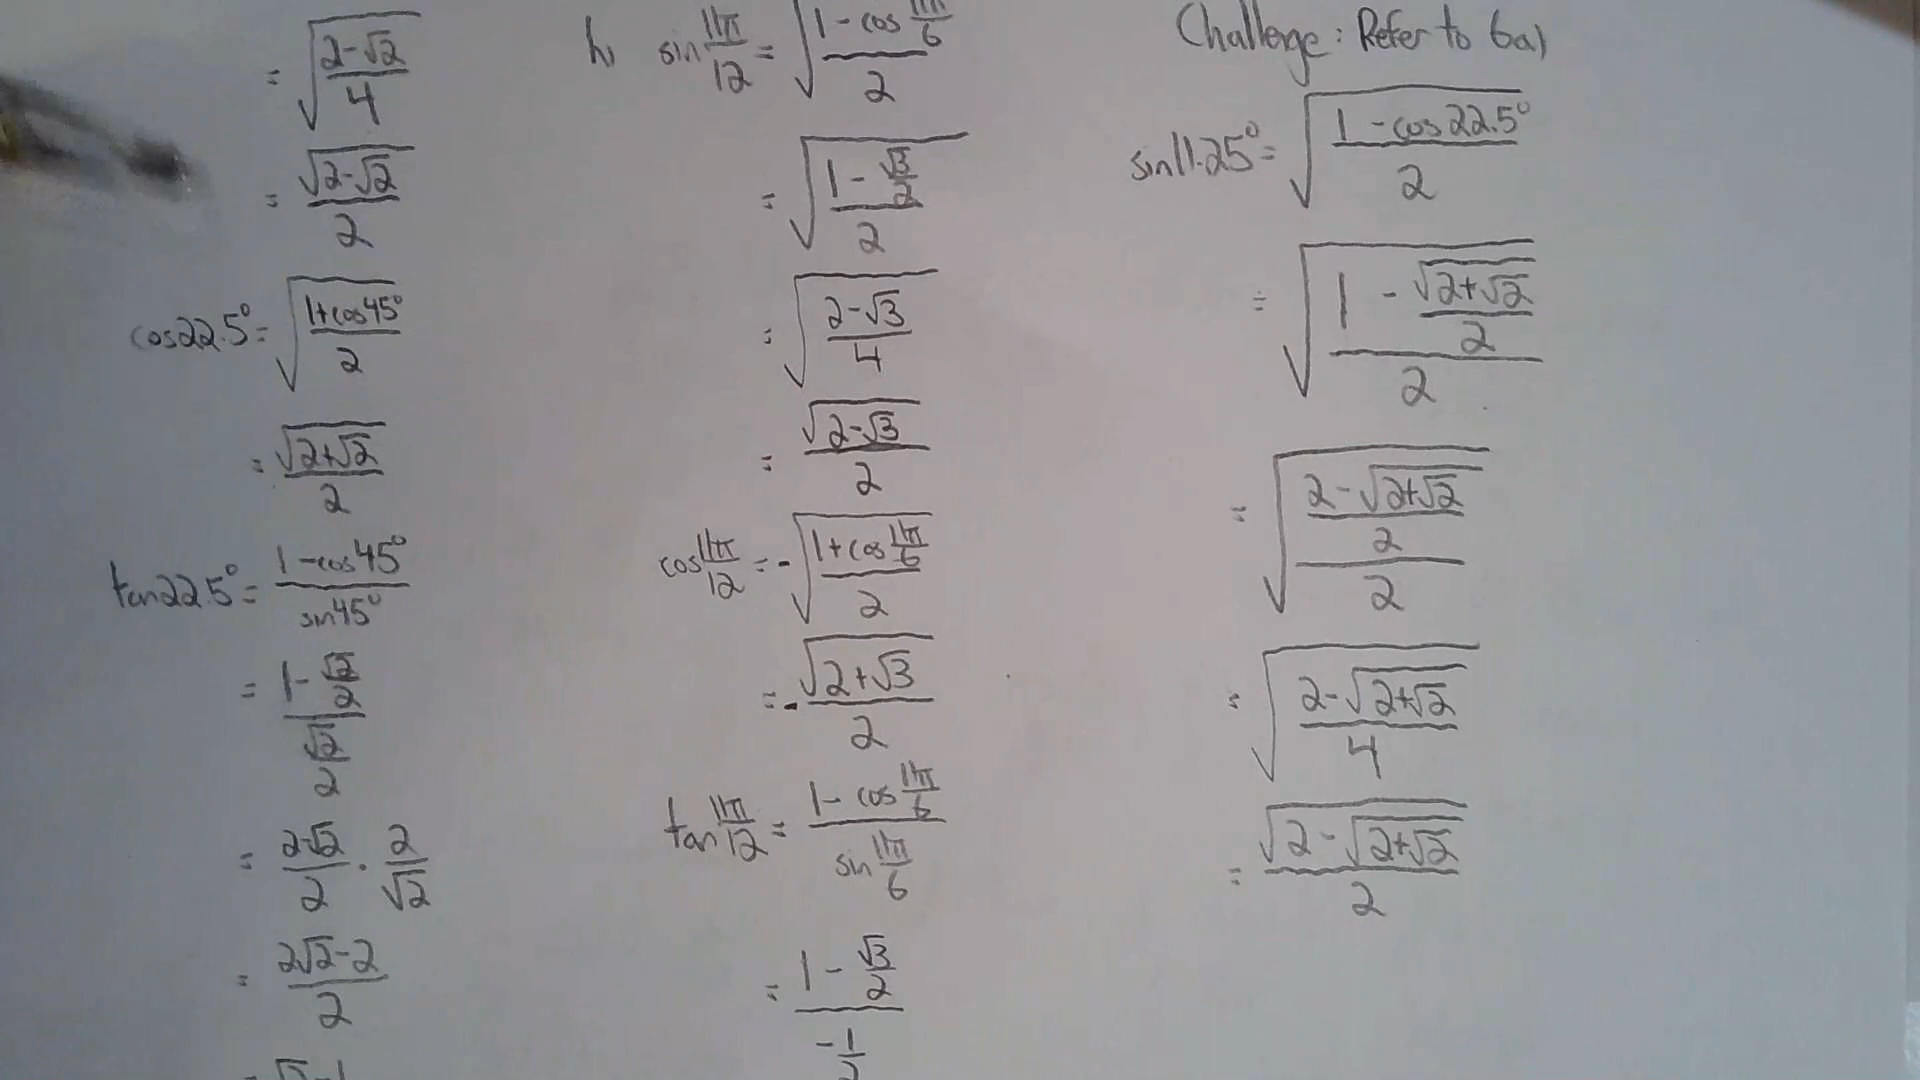 = √((2-√2)/4)
= √(2-√2)/2
cos22.5° = √((1+cos45°)/2)
= √(2+√2)/2
tan22.5° = (1-cos45°)/(sin45°)
= (1-√2/2)/(√2/2)
= (2-√2)/2 · 2/√2
= (2√2-2)/2
h) sin 11π/12 = √((1-cos 11π/6)/2)
= √((1-√3/2)/2)
= √((2-√3)/4)
= √(2-√3)/2
cos 11π/12 = -√((1+cos 11π/6)/2)
= -√(2+√3)/2
tan 11π/12 = (1-cos 11π/6)/(sin 11π/6)
= (1-√3/2)/(-1/2)
Challenge: Refer to 6a)
sin11.25° = √((1-cos22.5°)/2)
= √((1-√(2+√2)/2)/2)
= √(((2-√(2+√2))/2)/2)
= √((2-√(2+√2))/4)
= √(2-√(2+√2))/2